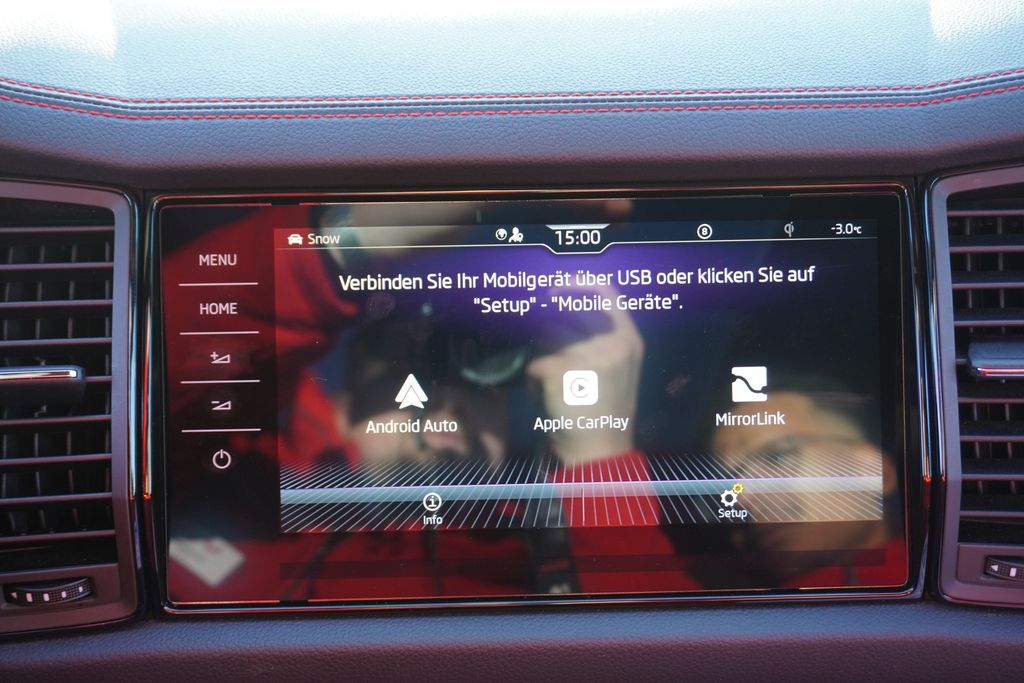 Snow
15:00
8
-3.0°C
MENU
HOME
Verbinden Sie Ihr Mobilgerät über USB oder klicken Sie auf
"Setup" - "Mobile Geräte".
Android Auto
Apple CarPlay
MirrorLink
Info
Setup